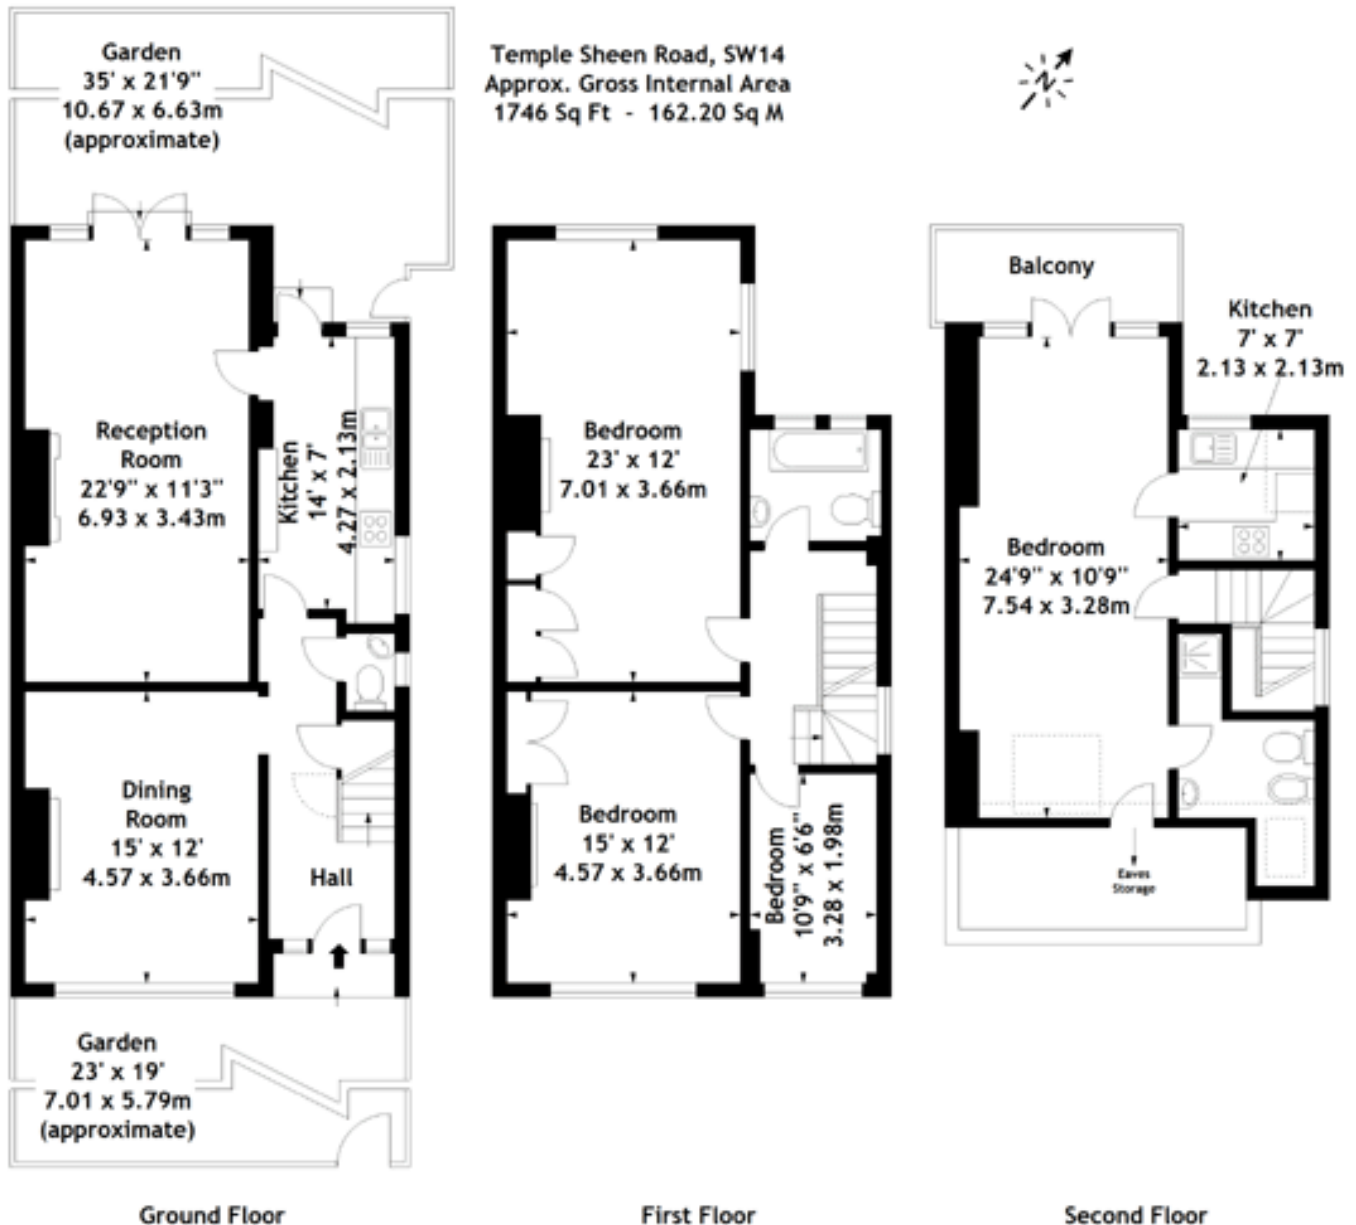 Garden
35' x 21'9"
10.67 x 6.63m
(approximate)
Temple Sheen Road, SW14
Approx. Gross Internal Area
1746 Sq Ft - 162.20 Sq M
N
Reception
Room
22'9" x 11'3"
6.93 x 3.43m
Kitchen
14' x 7'
4.27 x 2.13m
Dining
Room
15' x 12'
4.57 x 3.66m
Hall
Garden
23' x 19'
7.01 x 5.79m
(approximate)
Ground Floor
Bedroom
23' x 12'
7.01 x 3.66m
Bedroom
15' x 12'
4.57 x 3.66m
Bedroom
10'9" x 6'6"
3.28 x 1.98m
First Floor
Balcony
Kitchen
7' x 7'
2.13 x 2.13m
Bedroom
24'9" x 10'9"
7.54 x 3.28m
Eaves
Storage
Second Floor